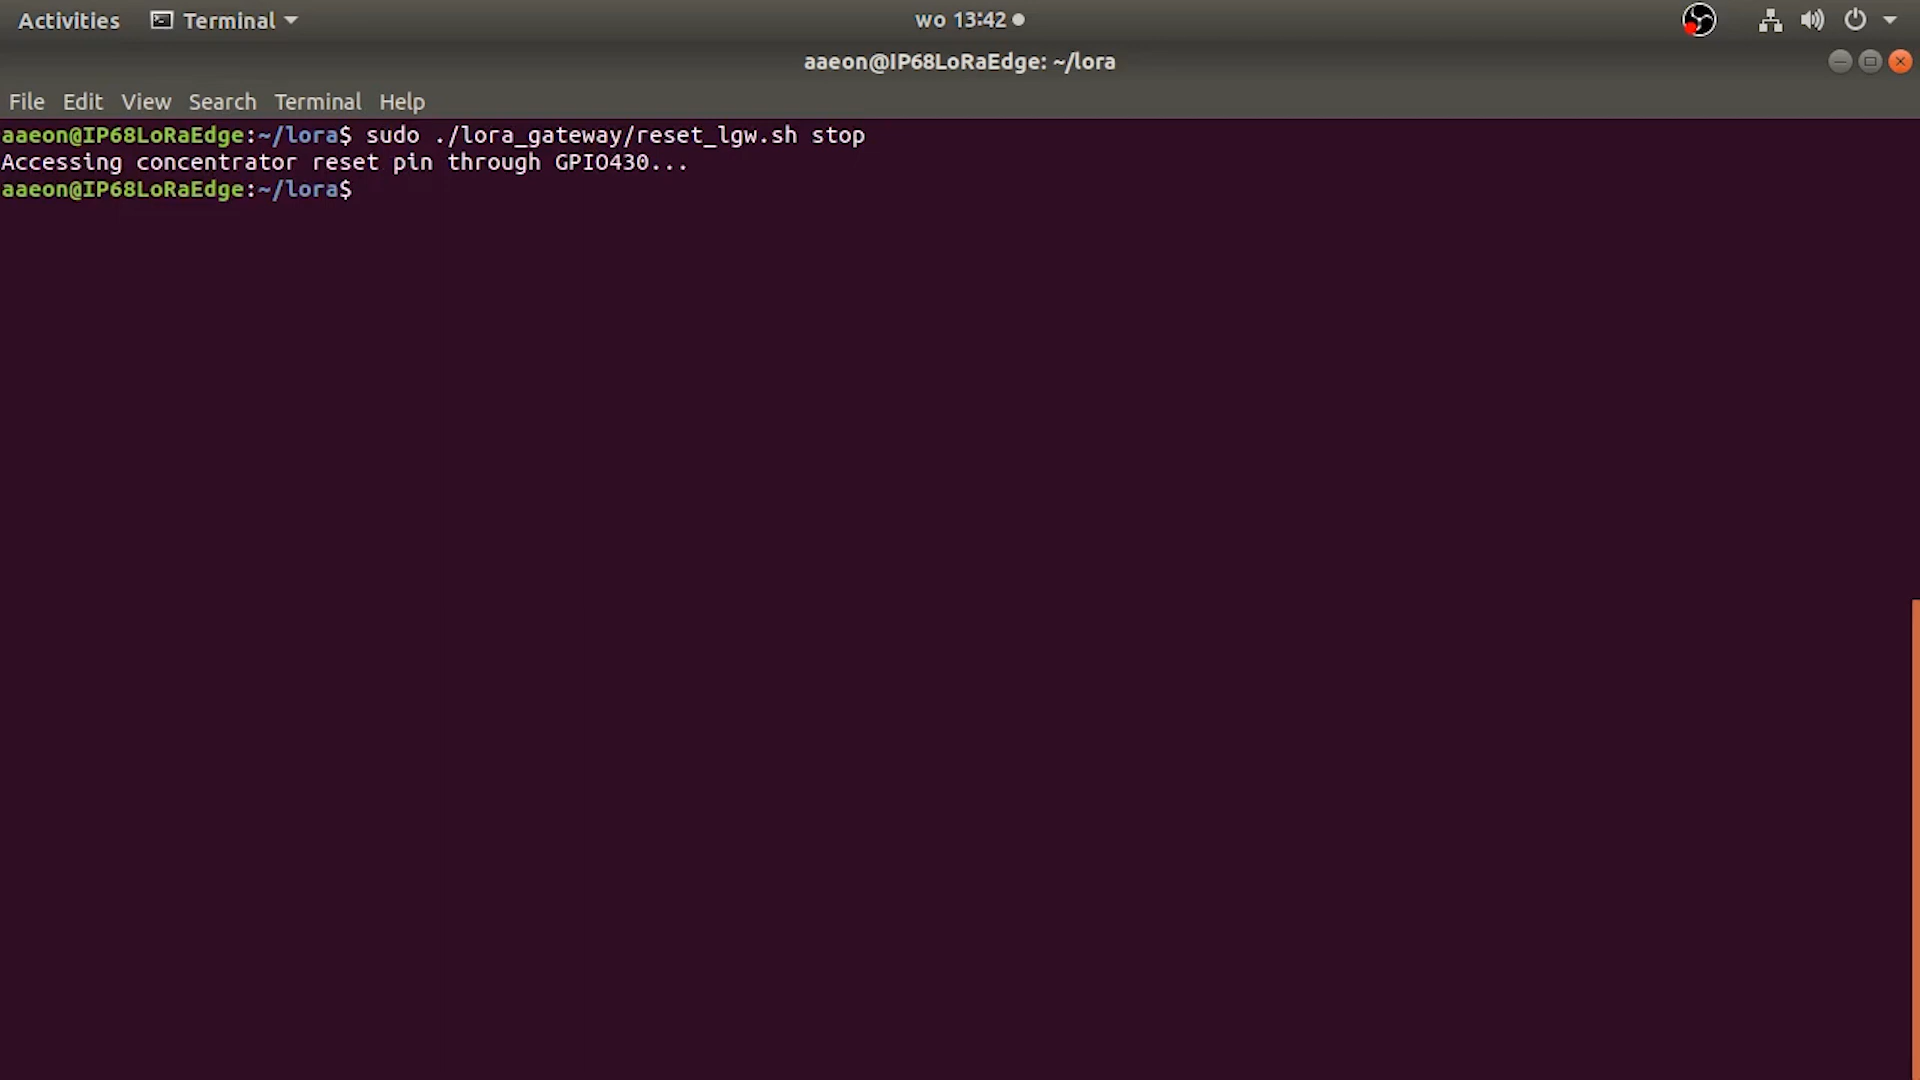 Activities Terminal wo 13:42
aaeon@IP68LoRaEdge: ~/lora
File Edit View Search Terminal Help
aaeon@IP68LoRaEdge:~/lora$ sudo ./lora_gateway/reset_lgw.sh stop
Accessing concentrator reset pin through GPIO430...
aaeon@IP68LoRaEdge:~/lora$